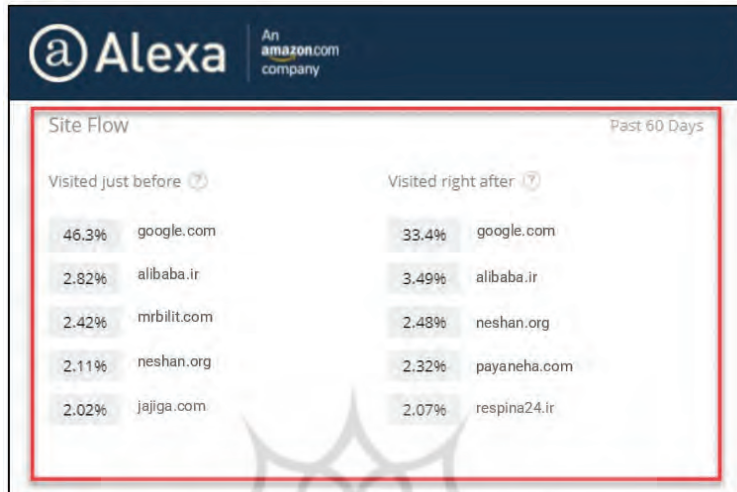 a Alexa
An
amazon.com
company
Site Flow Past 60 Days
Visited just before ? Visited right after ?
46.3% google.com 33.4% google.com
2.82% alibaba.ir 3.49% alibaba.ir
2.42% mrbilit.com 2.48% neshan.org
2.11% neshan.org 2.32% payaneha.com
2.02% jajiga.com 2.07% respina24.ir